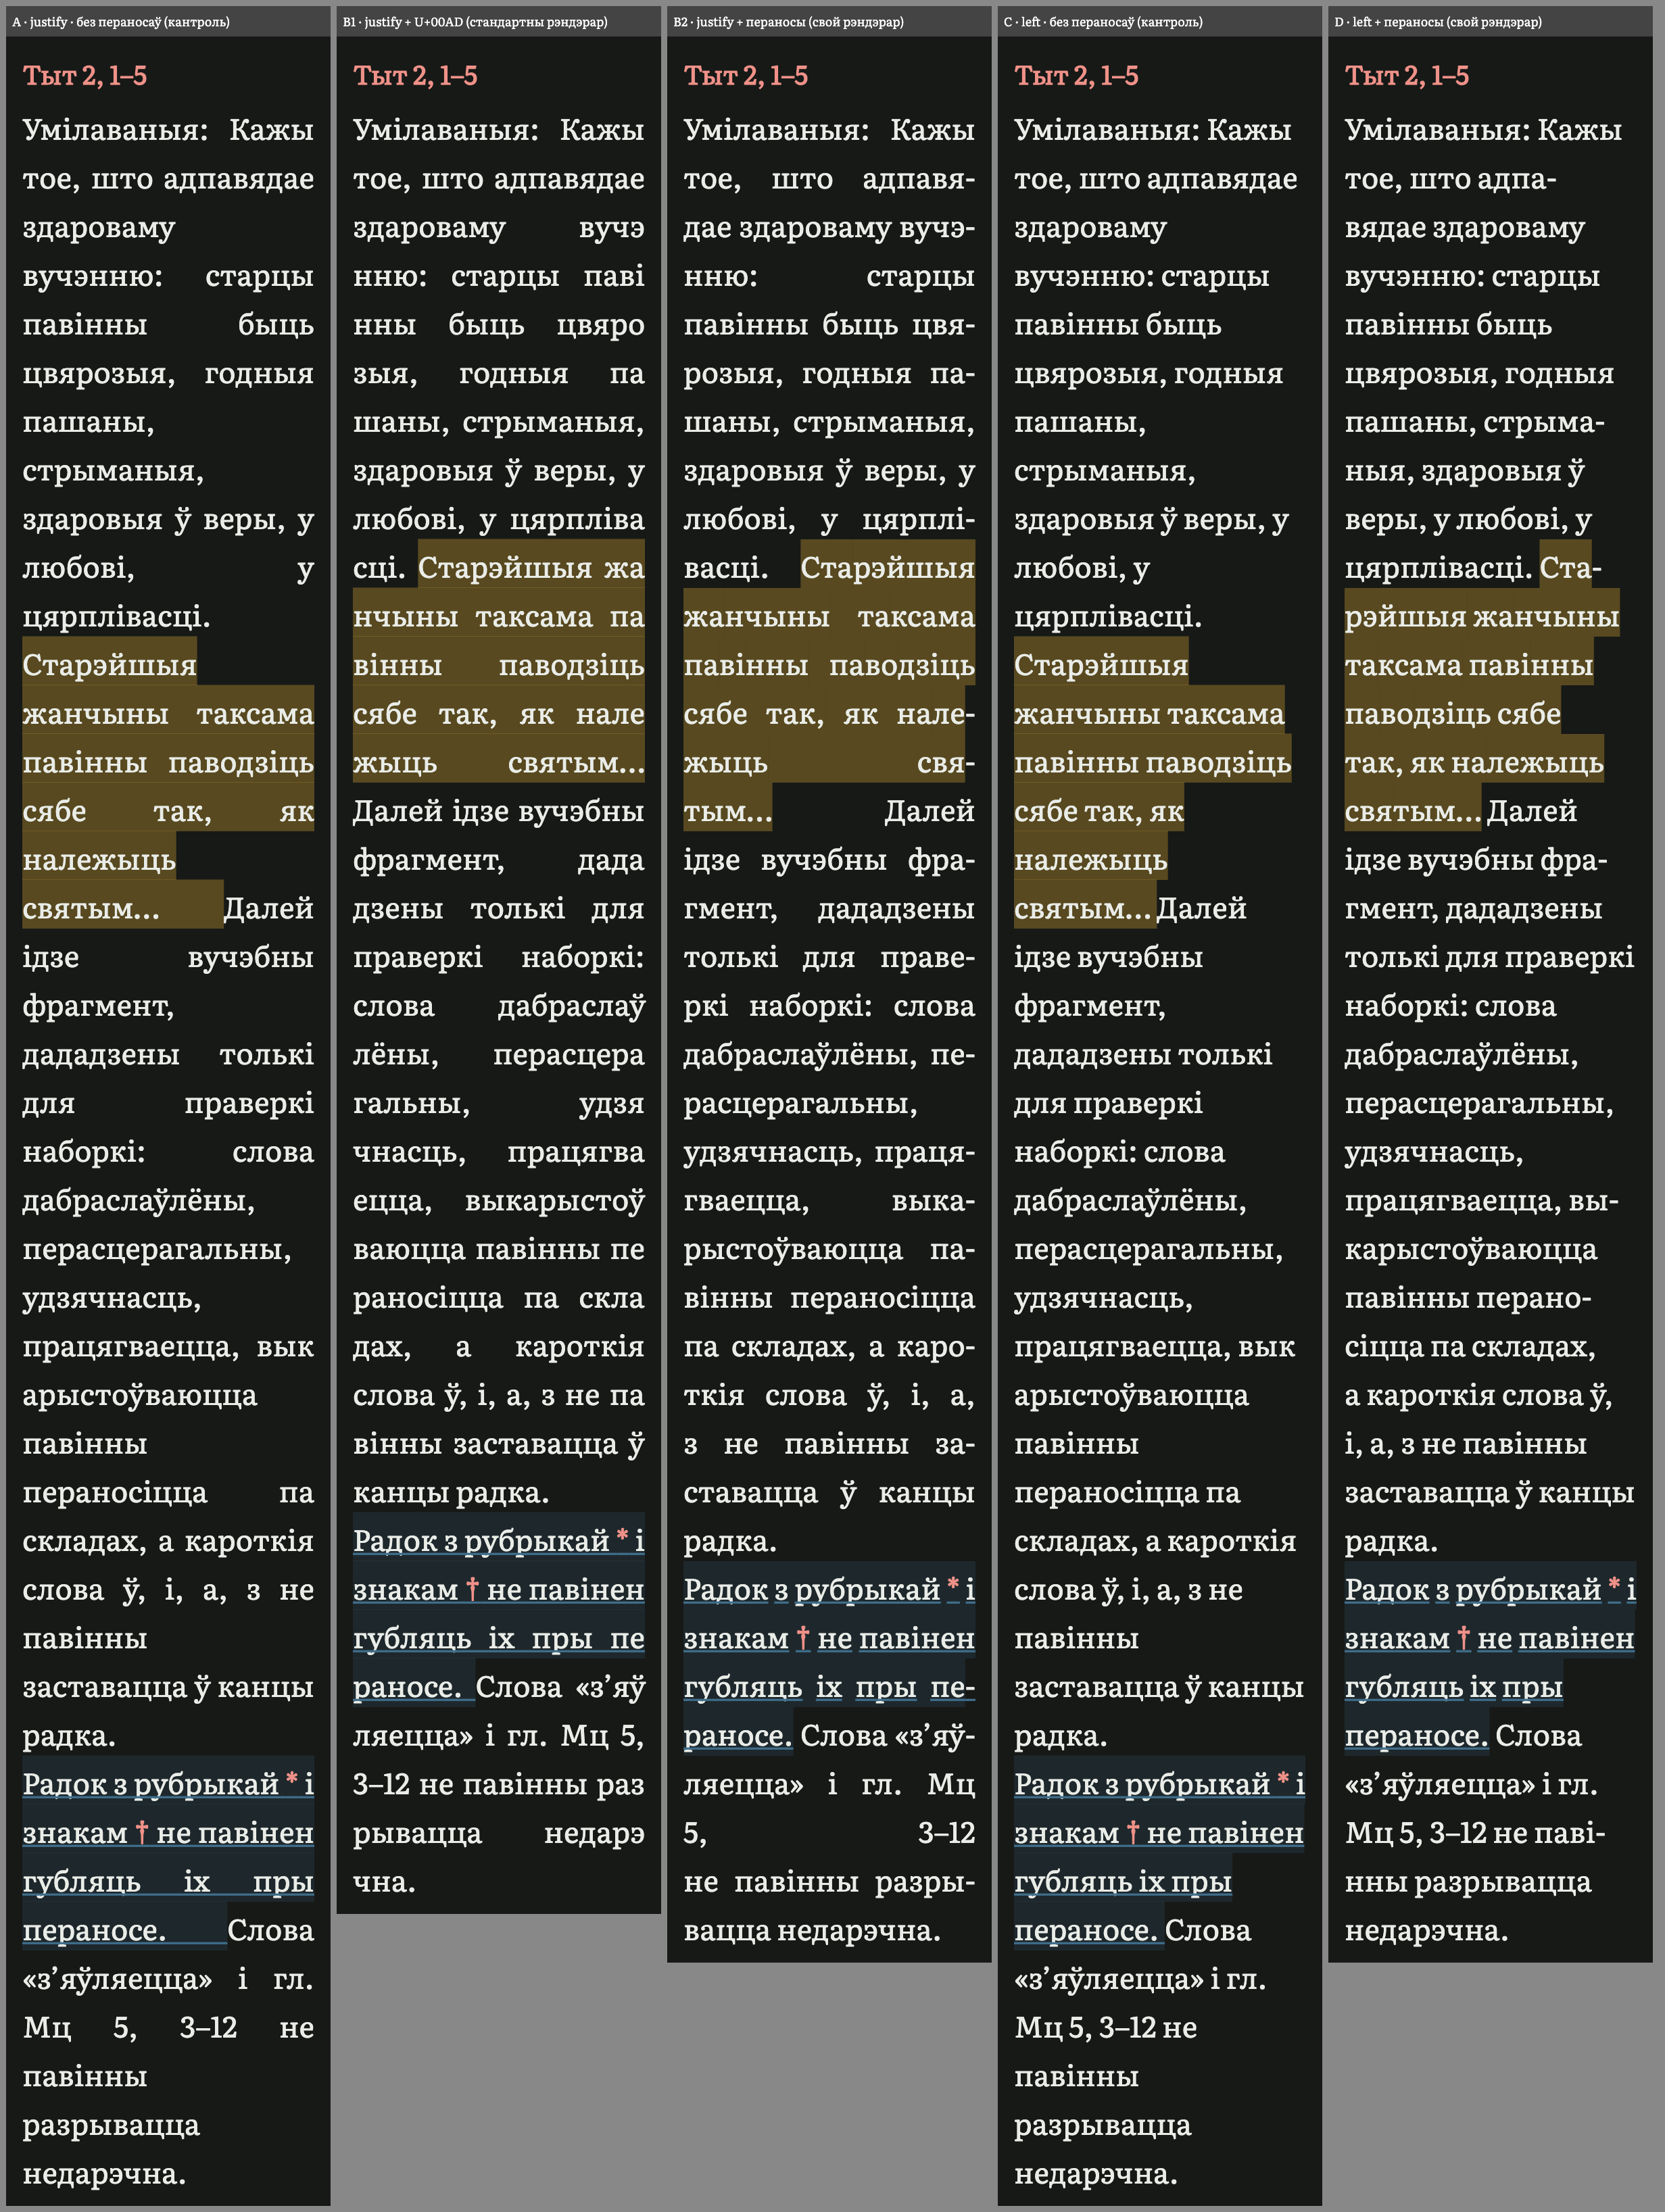 A · justify · без пераносаў (кантроль)
Тыт 2, 1–5
Умілаваныя: Кажы
тое, што адпавядае
здароваму
вучэнню: старцы
павінны быць
цвярозыя, годныя
пашаны,
стрыманыя,
здаровыя ў веры, у
любові, у
цярплівасці.
Старэйшыя
жанчыны таксама
павінны паводзіць
сябе так, як
належыць
святым… Далей
ідзе вучэбны
фрагмент,
дададзены толькі
для праверкі
наборкі: слова
дабраслаўлёны,
перасцерагальны,
удзячнасць,
працягваецца, вык
арыстоўваюцца
павінны
пераносіцца па
складах, а кароткія
слова ў, і, а, з не
павінны
заставацца ў канцы
радка.
Радок з рубрыкай * і
знакам † не павінен
губляць іх пры
пераносе. Слова
«з’яўляецца» і гл.
Мц 5, 3–12 не
павінны
разрывацца
недарэчна.
B1 · justify + U+00AD (стандартны рэндэрар)
Тыт 2, 1–5
Умілаваныя: Кажы
тое, што адпавядае
здароваму вучэ
нню: старцы паві
нны быць цвяро
зыя, годныя па
шаны, стрыманыя,
здаровыя ў веры, у
любові, у цярпліва
сці. Старэйшыя жа
нчыны таксама па
вінны паводзіць
сябе так, як нале
жыць святым…
Далей ідзе вучэбны
фрагмент, дада
дзены толькі для
праверкі наборкі:
слова дабраслаў
лёны, перасцера
гальны, удзя
чнасць, працягва
ецца, выкарыстоў
ваюцца павінны пе
раносіцца па скла
дах, а кароткія
слова ў, і, а, з не па
вінны заставацца ў
канцы радка.
Радок з рубрыкай * і
знакам † не павінен
губляць іх пры пе
раносе. Слова «з’яў
ляецца» і гл. Мц 5,
3–12 не павінны раз
рывацца недарэ
чна.
B2 · justify + пераносы (свой рэндэрар)
Тыт 2, 1–5
Умілаваныя: Кажы
тое, што адпавя-
дае здароваму вучэ-
нню: старцы
павінны быць цвя-
розыя, годныя па-
шаны, стрыманыя,
здаровыя ў веры, у
любові, у цярплі-
васці. Старэйшыя
жанчыны таксама
павінны паводзіць
сябе так, як нале-
жыць свя-
тым… Далей
ідзе вучэбны фра-
гмент, дададзены
толькі для праве-
ркі наборкі: слова
дабраслаўлёны, пе-
расцерагальны,
удзячнасць, праця-
гваецца, выка-
рыстоўваюцца па-
вінны пераносіцца
па складах, а каро-
ткія слова ў, і, а,
з не павінны за-
ставацца ў канцы
радка.
Радок з рубрыкай * і
знакам † не павінен
губляць іх пры пе-
раносе. Слова «з’яў-
ляецца» і гл. Мц
5, 3–12
не павінны разры-
вацца недарэчна.
C · left · без пераносаў (кантроль)
Тыт 2, 1–5
Умілаваныя: Кажы
тое, што адпавядае
здароваму
вучэнню: старцы
павінны быць
цвярозыя, годныя
пашаны,
стрыманыя,
здаровыя ў веры, у
любові, у
цярплівасці.
Старэйшыя
жанчыны таксама
павінны паводзіць
сябе так, як
належыць
святым… Далей
ідзе вучэбны
фрагмент,
дададзены толькі
для праверкі
наборкі: слова
дабраслаўлёны,
перасцерагальны,
удзячнасць,
працягваецца, вык
арыстоўваюцца
павінны
пераносіцца па
складах, а кароткія
слова ў, і, а, з не
павінны
заставацца ў канцы
радка.
Радок з рубрыкай * і
знакам † не павінен
губляць іх пры
пераносе. Слова
«з’яўляецца» і гл.
Мц 5, 3–12 не
павінны
разрывацца
недарэчна.
D · left + пераносы (свой рэндэрар)
Тыт 2, 1–5
Умілаваныя: Кажы
тое, што адпа-
вядае здароваму
вучэнню: старцы
павінны быць
цвярозыя, годныя
пашаны, стрыма-
ныя, здаровыя ў
веры, у любові, у
цярплівасці. Ста-
рэйшыя жанчыны
таксама павінны
паводзіць сябе
так, як належыць
святым… Далей
ідзе вучэбны фра-
гмент, дададзены
толькі для праверкі
наборкі: слова
дабраслаўлёны,
перасцерагальны,
удзячнасць,
працягваецца, вы-
карыстоўваюцца
павінны перано-
сіцца па складах,
а кароткія слова ў,
і, а, з не павінны
заставацца ў канцы
радка.
Радок з рубрыкай * і
знакам † не павінен
губляць іх пры
пераносе. Слова
«з’яўляецца» і гл.
Мц 5, 3–12 не паві-
нны разрывацца
недарэчна.